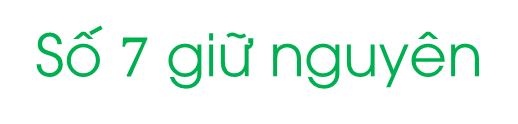 Số 7 giữ nguyên